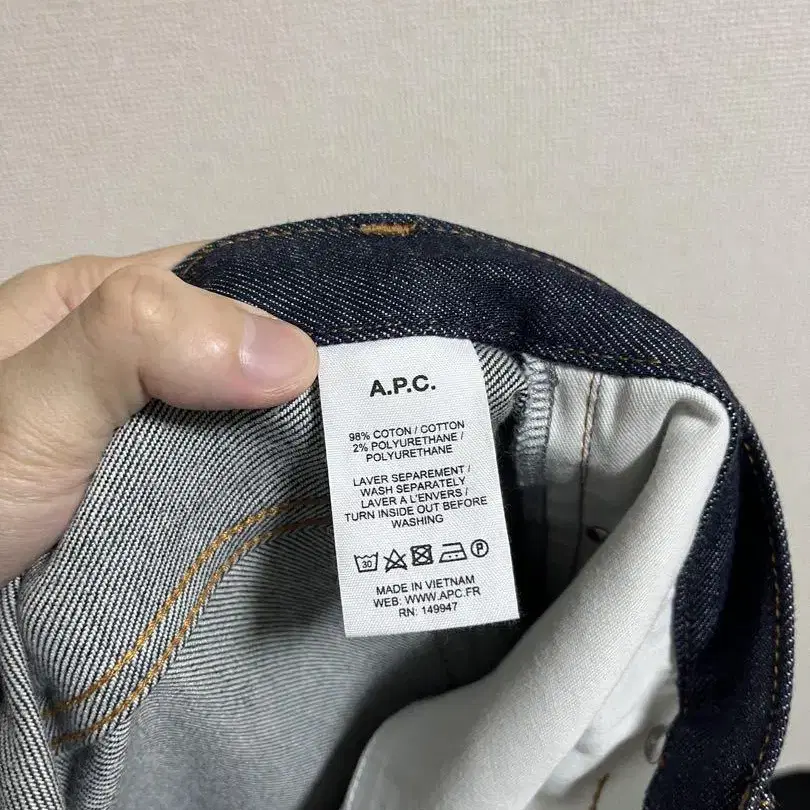 A.P.C.
98% COTON / COTTON
2% POLYURETHANE /
POLYURETHANE
LAVER SEPAREMENT /
WASH SEPARATELY
LAVER A L'ENVERS /
TURN INSIDE OUT BEFORE
WASHING
30 P
MADE IN VIETNAM
WEB: WWW.APC.FR
RN: 149947